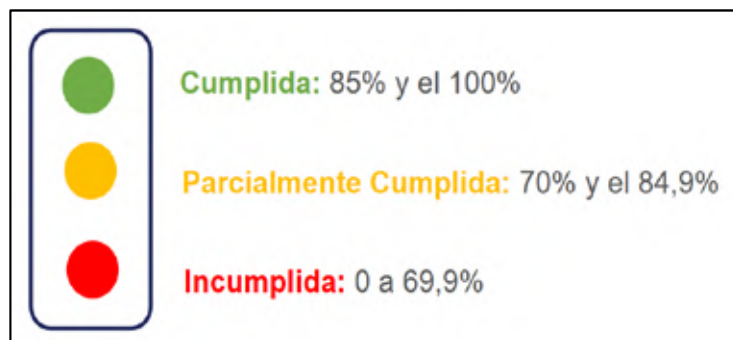 Cumplida: 85% y el 100%
Parcialmente Cumplida: 70% y el 84,9%
Incumplida: 0 a 69,9%